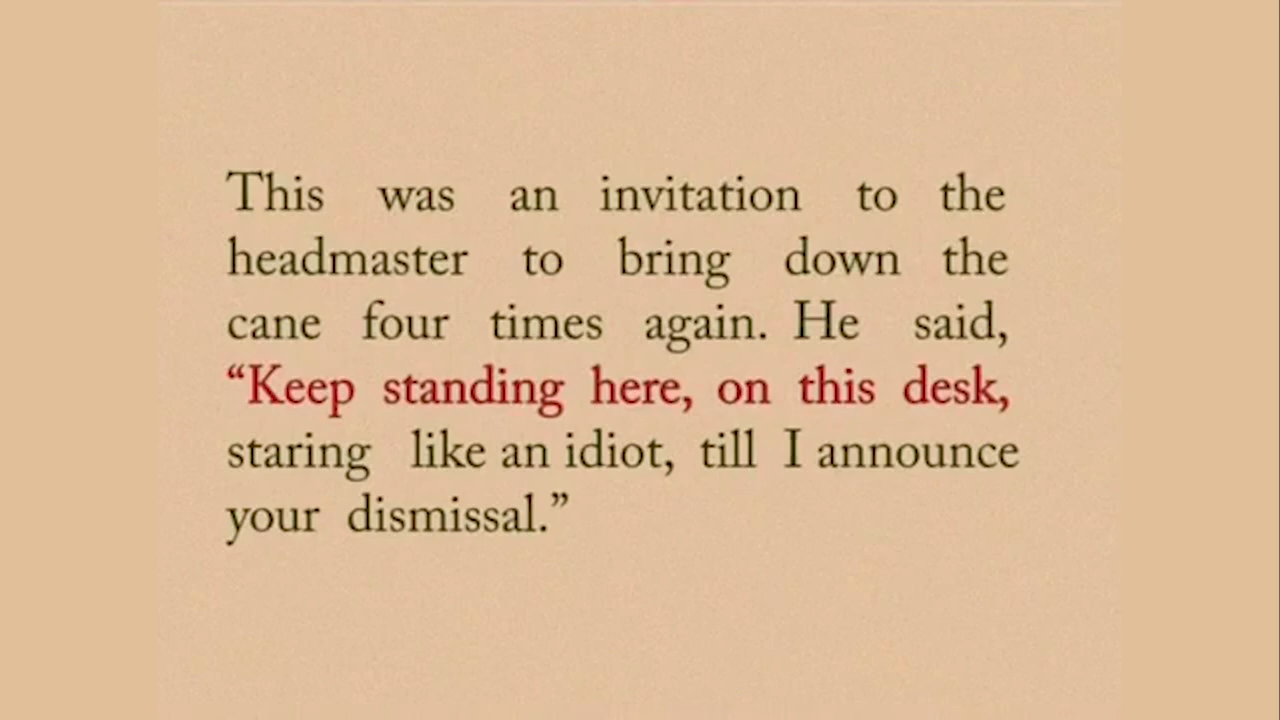 This was an invitation to the
headmaster to bring down the
cane four times again. He said,
“Keep standing here, on this desk,
staring like an idiot, till I announce
your dismissal.”